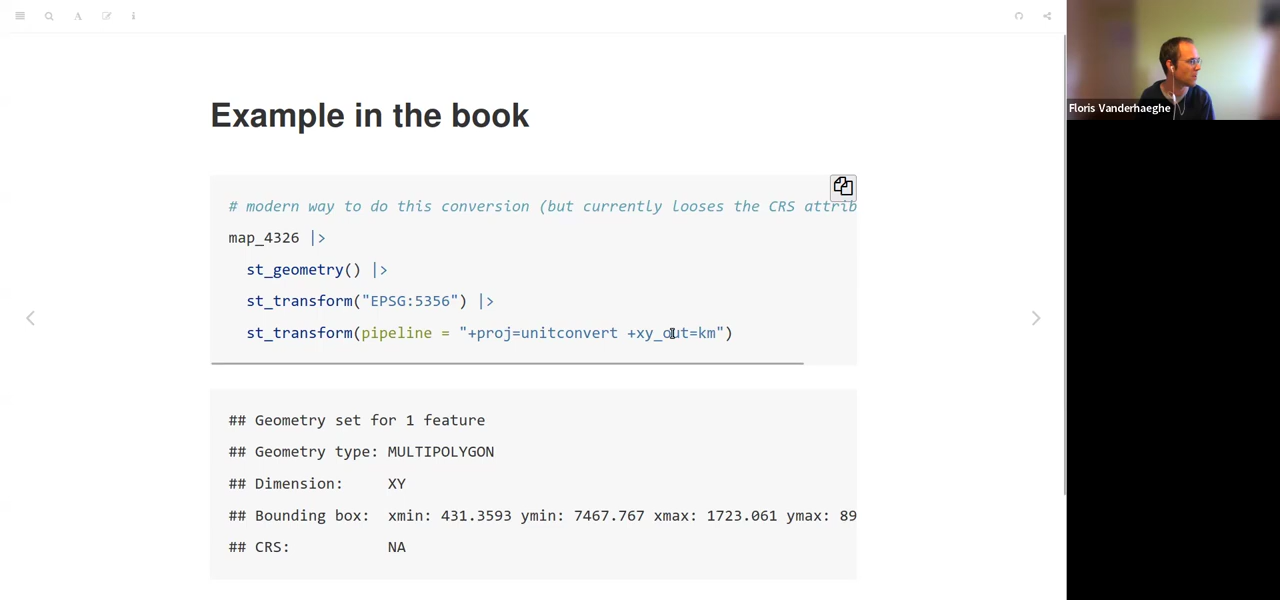 Example in the book
# modern way to do this conversion (but currently looses the CRS attrib
map_4326 |>
st_geometry() |>
st_transform("EPSG:5356") |>
st_transform(pipeline = "+proj=unitconvert +xy_out=km")
## Geometry set for 1 feature
## Geometry type: MULTIPOLYGON
## Dimension:     XY
## Bounding box:  xmin: 431.3593 ymin: 7467.767 xmax: 1723.061 ymax: 89
## CRS:           NA
Floris Vanderhaeghe